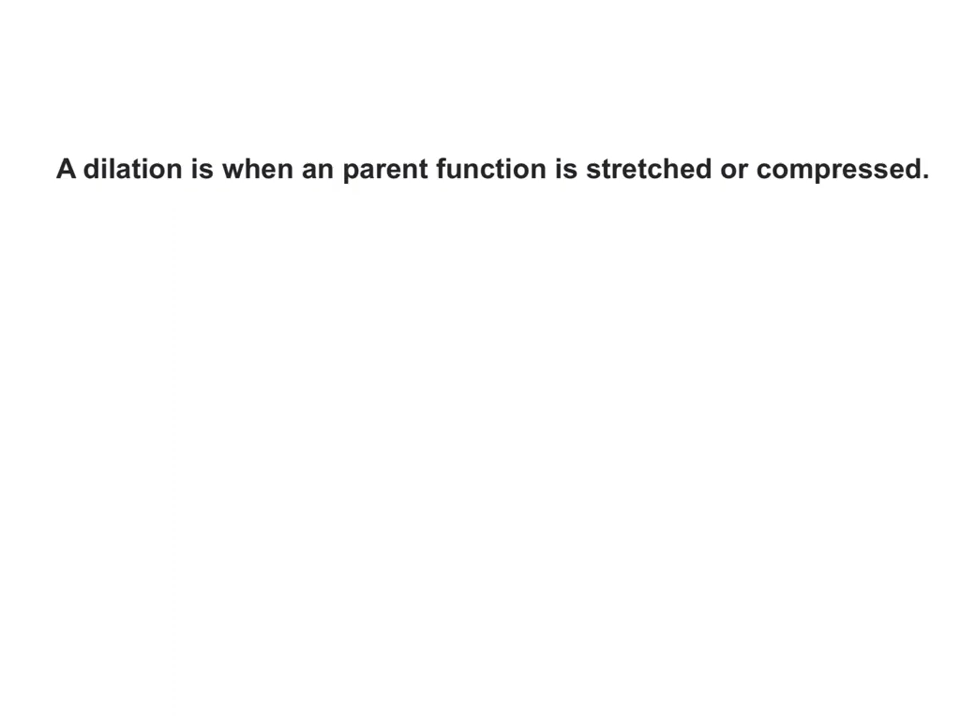 A dilation is when an parent function is stretched or compressed.